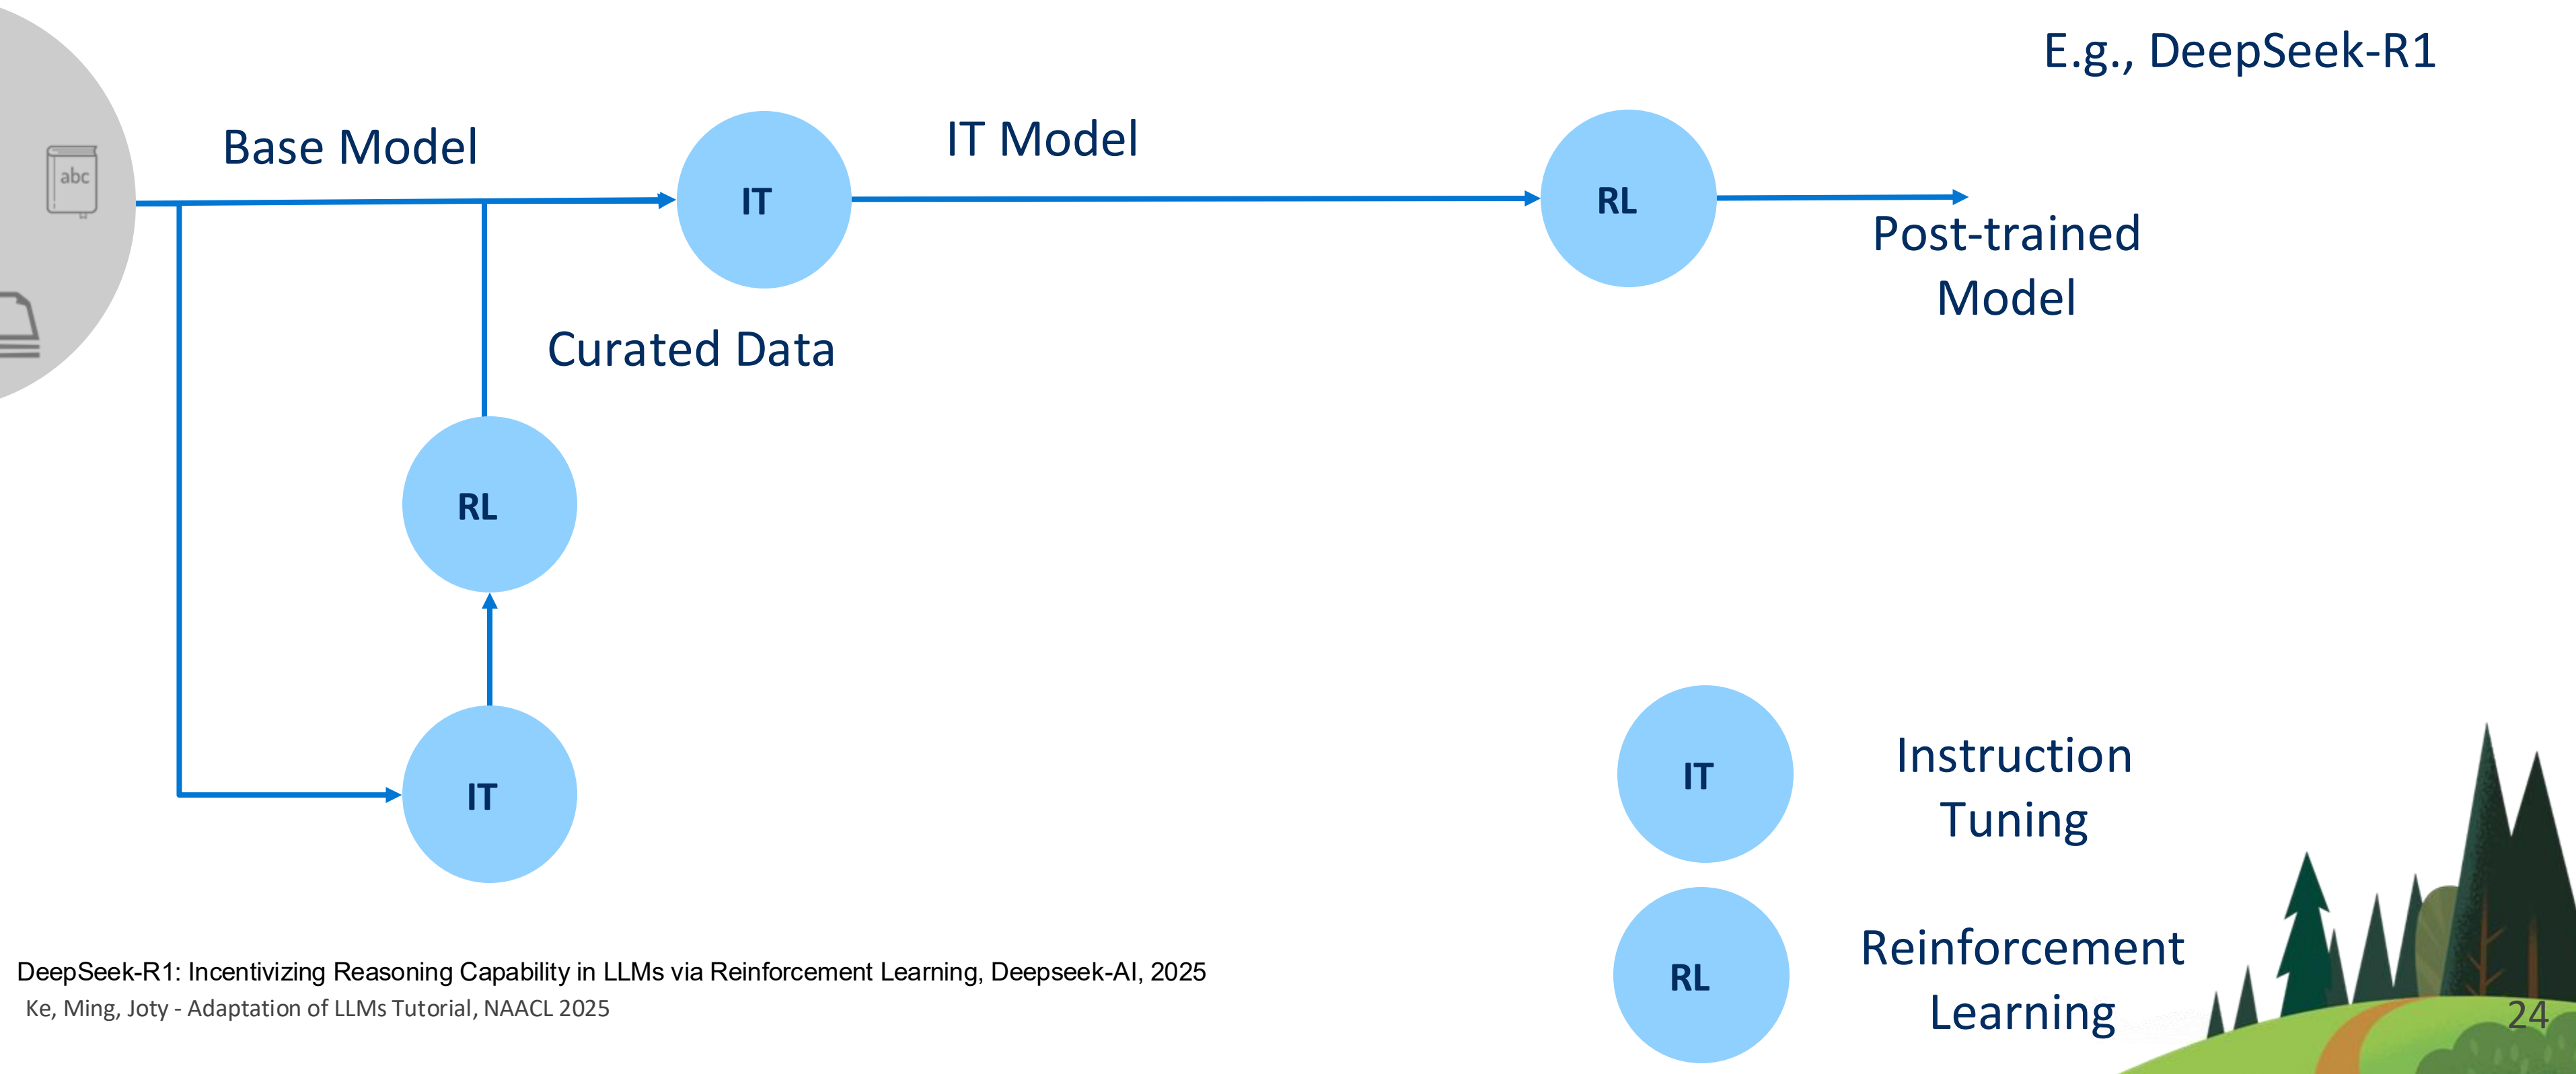 E.g., DeepSeek-R1
Base Model
IT Model
abc
IT
RL
Post-trained
Model
Curated Data
RL
IT
IT
Instruction
Tuning
RL
Reinforcement
Learning
DeepSeek-R1: Incentivizing Reasoning Capability in LLMs via Reinforcement Learning, Deepseek-AI, 2025
Ke, Ming, Joty - Adaptation of LLMs Tutorial, NAACL 2025
24